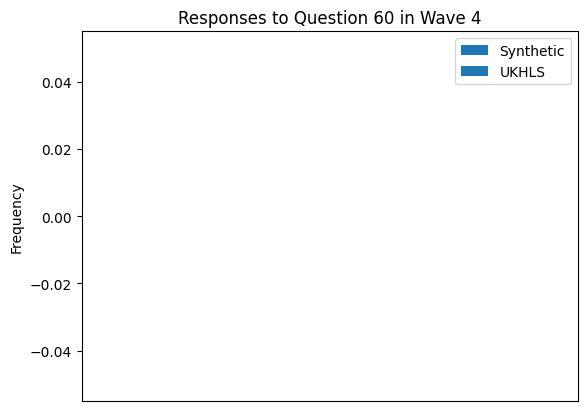 Responses to Question 60 in Wave 4
Synthetic
UKHLS
0.04
0.02
0.00
−0.02
−0.04
Frequency